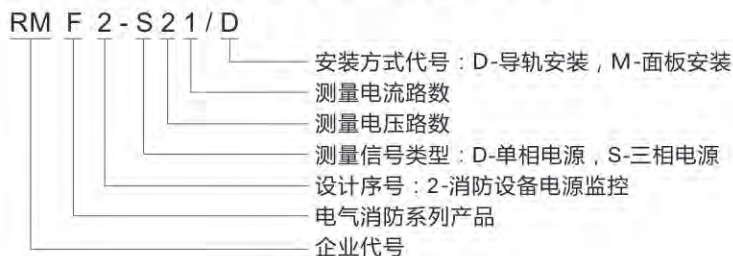 RM F 2 - S 2 1 / D
安装方式代号：D-导轨安装，M-面板安装
测量电流路数
测量电压路数
测量信号类型：D-单相电源，S-三相电源
设计序号：2-消防设备电源监控
电气消防系列产品
企业代号